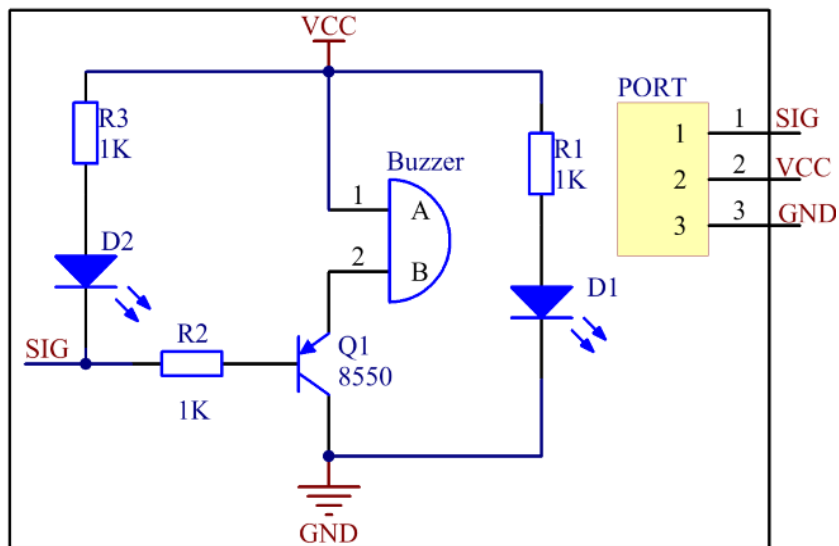 VCC
R3
1K
D2
SIG
R2
1K
Buzzer
1
A
2
B
Q1
8550
GND
R1
1K
D1
PORT
1 1 SIG
2 2 VCC
3 3 GND